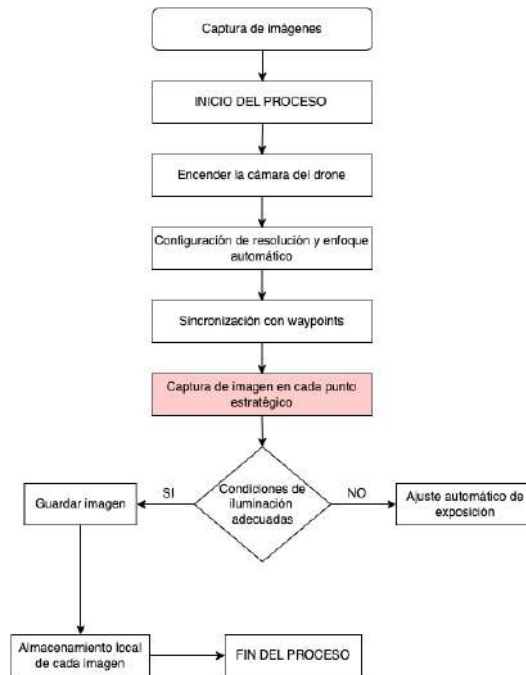 Captura de imágenes
INICIO DEL PROCESO
Encender la cámara del drone
Configuración de resolución y enfoque
automático
Sincronización con waypoints
Captura de imagen en cada punto
estratégico
Condiciones de
iluminación
adecuadas
SI
NO
Guardar imagen
Ajuste automático de
exposición
Almacenamiento local
de cada imagen
FIN DEL PROCESO